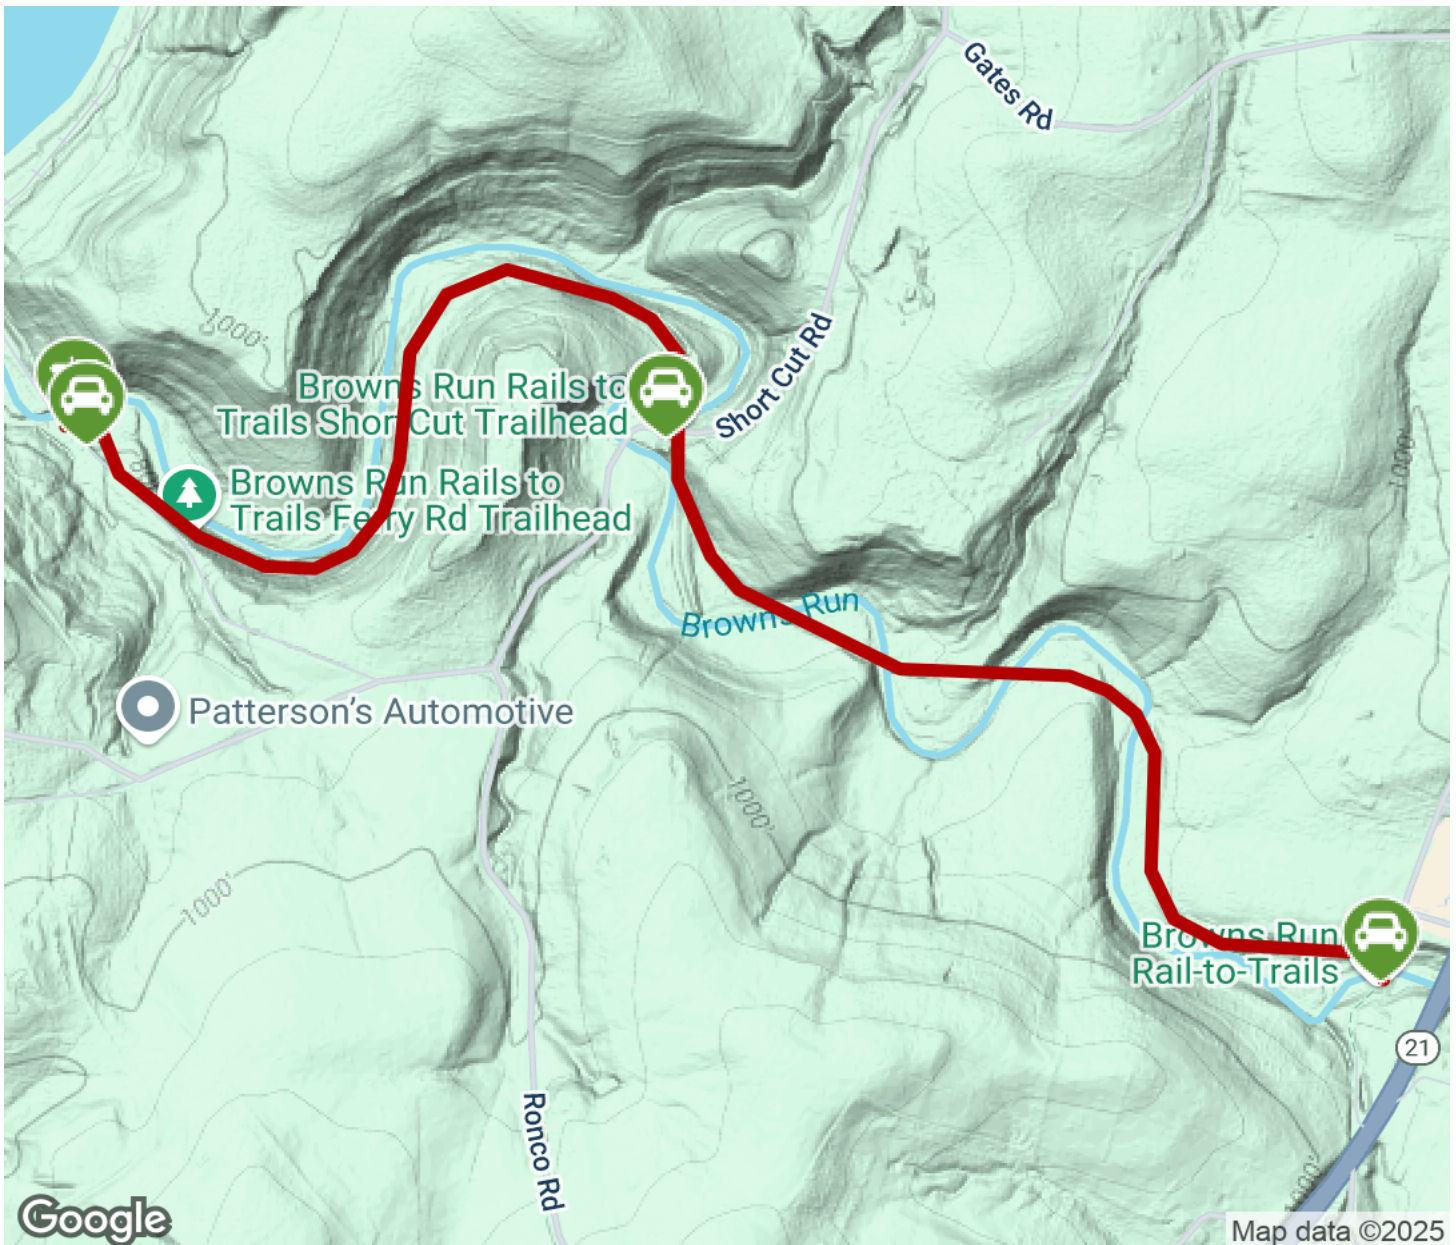 Gates Rd
1000'
Short Cut Rd
Browns Run Rails to
Trails Short Cut Trailhead
1000'
Browns Run Rails to
Trails Ferry Rd Trailhead
Browns Run
Patterson's Automotive
1000'
1000'
Browns Run
Rail-to-Trails
21
Ronco Rd
1000'
Google
Map data ©2025